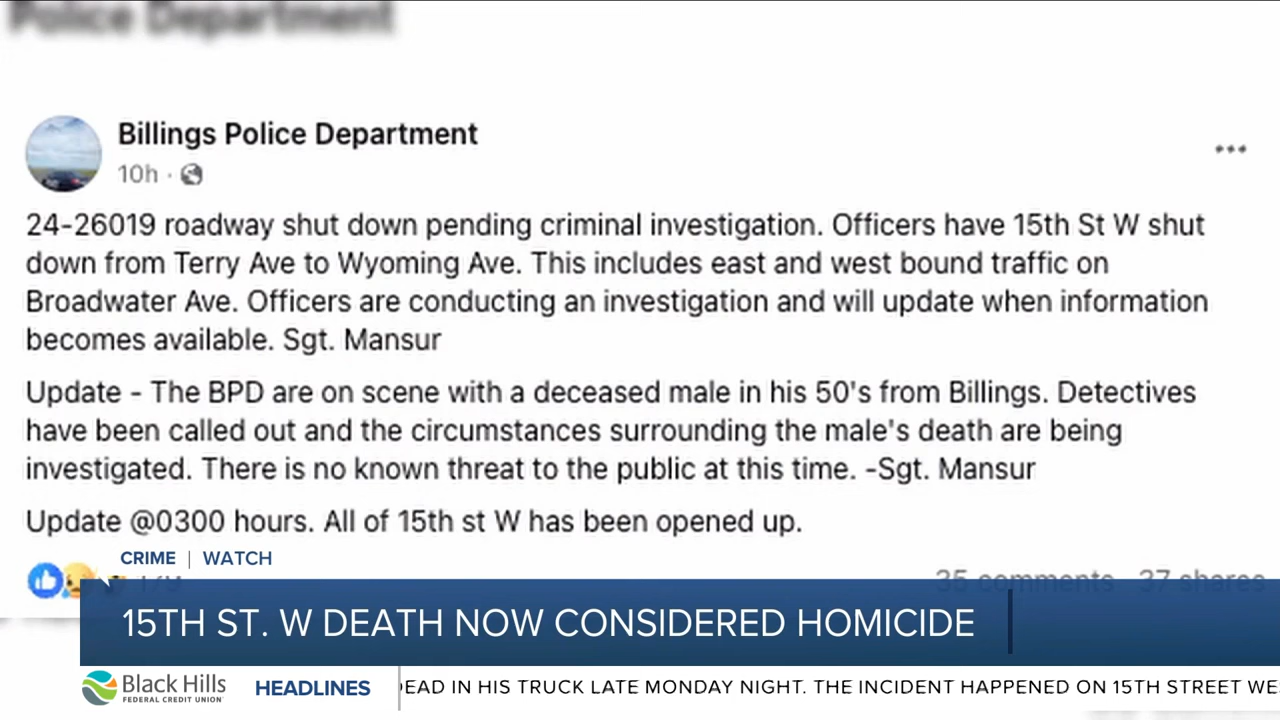 Police Department
Billings Police Department
10h ·
24-26019 roadway shut down pending criminal investigation. Officers have 15th St W shut
down from Terry Ave to Wyoming Ave. This includes east and west bound traffic on
Broadwater Ave. Officers are conducting an investigation and will update when information
becomes available. Sgt. Mansur
Update - The BPD are on scene with a deceased male in his 50's from Billings. Detectives
have been called out and the circumstances surrounding the male's death are being
investigated. There is no known threat to the public at this time. -Sgt. Mansur
Update @0300 hours. All of 15th st W has been opened up.
35 comments 37 shares
CRIME | WATCH
15TH ST. W DEATH NOW CONSIDERED HOMICIDE
Black Hills
FEDERAL CREDIT UNION
HEADLINES
EAD IN HIS TRUCK LATE MONDAY NIGHT. THE INCIDENT HAPPENED ON 15TH STREET WE